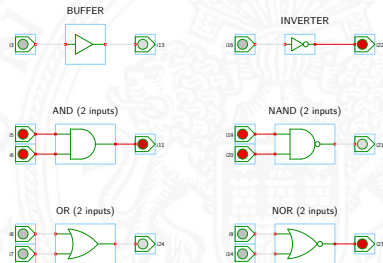 BUFFER
INVERTER
i3
i13
i16
i22
AND (2 inputs)
NAND (2 inputs)
i5
i6
i11
i19
i20
i21
OR (2 inputs)
NOR (2 inputs)
i8
i7
i24
i9
i14
i23